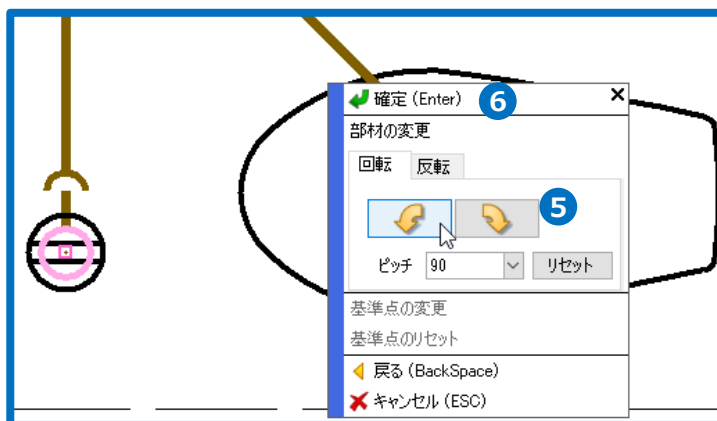 確定 (Enter) 6
部材の変更
回転 反転
5
ピッチ 90 リセット
基準点の変更
基準点のリセット
戻る (BackSpace)
キャンセル (ESC)